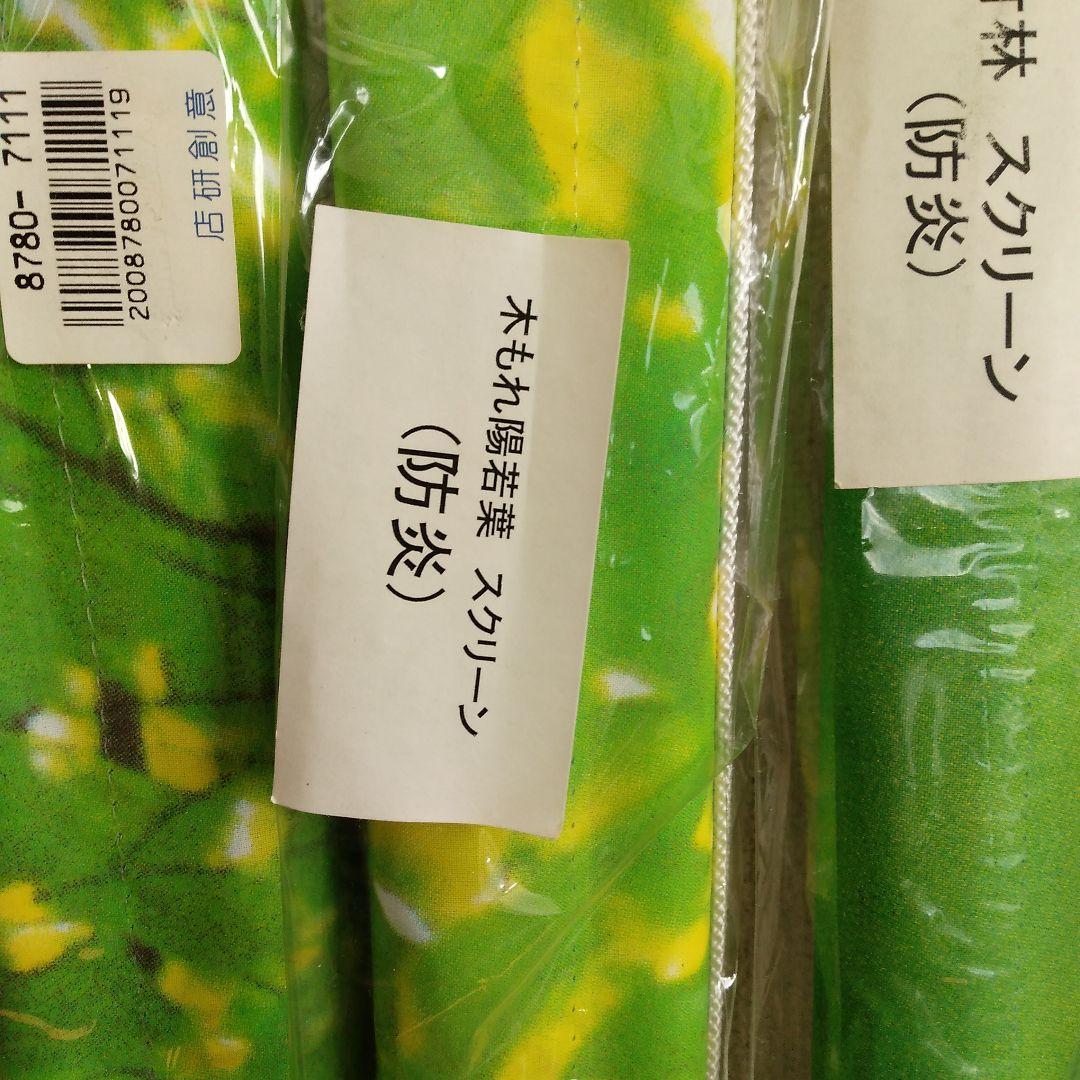 店研創意
2008780071119
8780-7111
木もれ陽若葉 スクリーン
(防炎)
林 スクリーン
(防炎)